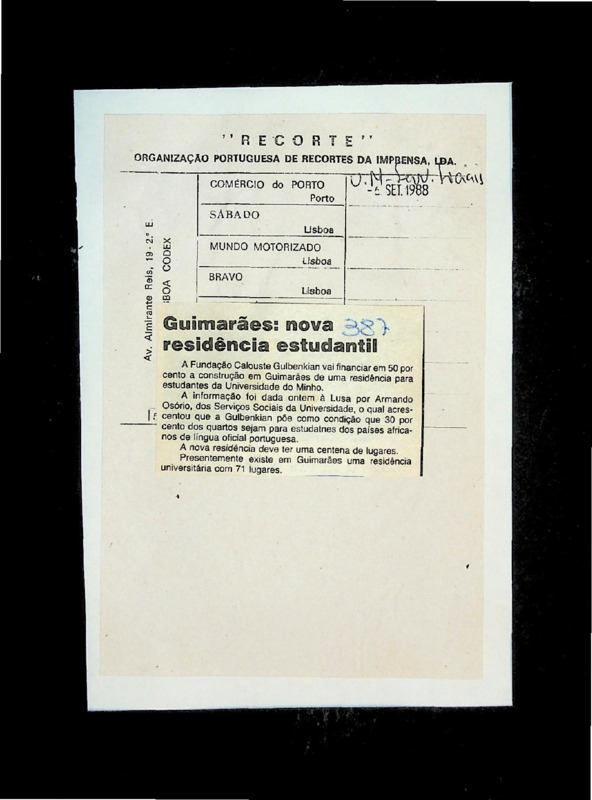 "RECORTE"
ORGANIZAÇÃO PORTUGUESA DE RECORTES DA IMPRENSA, LDA.
U.M-
SET. 1988
COMÉRCIO do PORTO
Porto
SÁBADO
Lisboa
MUNDO MOTORIZADO
Lisboa
BRAVO
Lisboa
Av. Almirante Reis, 19-2.º E.
BOA CODEX
Guimarães: nova 387
residência estudantil
A Fundação Calouste Gulbenkian vai financiar em 50 por
cento a construção em Guimarães de uma residência para
estudantes da Universidade do Minho.
A informação foi dada ontem à Lusa por Armando
Osório, dos Serviços Sociais da Universidade, o qual acres-
centou que a Gulbenkian põe como condição que 30 por
cento dos quartos sejam para estudatnes dos países africa-
nos de língua oficial portuguesa.
A nova residência deve ter uma centena de lugares.
Presentemente existe em Guimarães uma residência
universitária com 71 lugares.